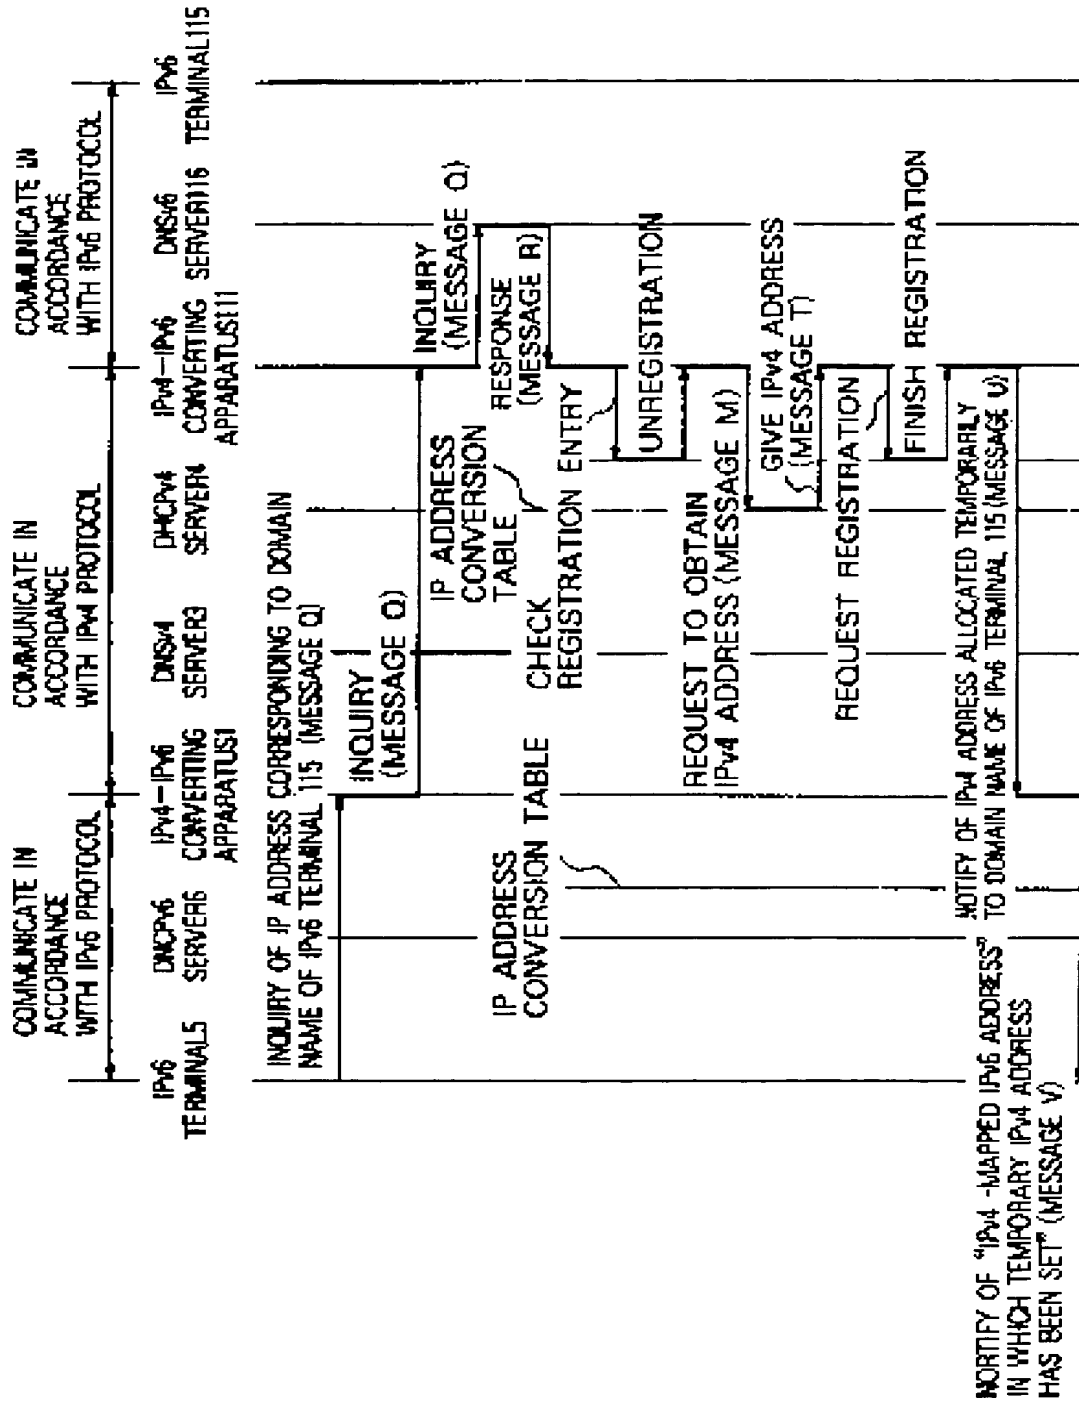 COMMUNICATE IN
ACCORDANCE
WITH IPv6 PROTOCOL
COMMUNICATE IN
ACCORDANCE
WITH IPv4 PROTOCOL
COMMUNICATE IN
ACCORDANCE
WITH IPv6 PROTOCOL
IPv6
TERMINAL5
DHCPv6
SERVER6
IPv4-IPv6
CONVERTING
APPARATUS1
DNSv4
SERVER3
DHCPv4
SERVER4
IPv4-IPv6
CONVERTING
APPARATUS111
DNSv6
SERVER116
IPv6
TERMINAL115
INQUIRY OF IP ADDRESS CORRESPONDING TO DOMAIN
NAME OF IPv6 TERMINAL 115 (MESSAGE Q)
INQUIRY
(MESSAGE Q)
INQUIRY
(MESSAGE Q)
IP ADDRESS
CONVERSION
TABLE
RESPONSE
(MESSAGE R)
IP ADDRESS
CONVERSION TABLE
CHECK
REGISTRATION ENTRY
UNREGISTRATION
REQUEST TO OBTAIN
IPv4 ADDRESS (MESSAGE M)
GIVE IPv4 ADDRESS
(MESSAGE T)
REQUEST REGISTRATION
FINISH REGISTRATION
NOTIFY OF IPv4 ADDRESS ALLOCATED TEMPORARILY
TO DOMAIN NAME OF IPv6 TERMINAL 115 (MESSAGE U)
NORTIFY OF "IPv4 -MAPPED IPv6 ADDRESS"
IN WHICH TEMPORARY IPv4 ADDRESS
HAS BEEN SET" (MESSAGE V)